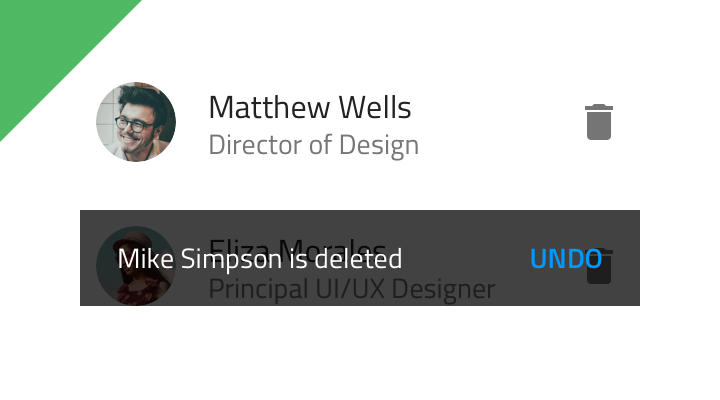 Matthew Wells
Director of Design
Eliza Morales
Mike Simpson is deleted UNDO
Principal UI/UX Designer